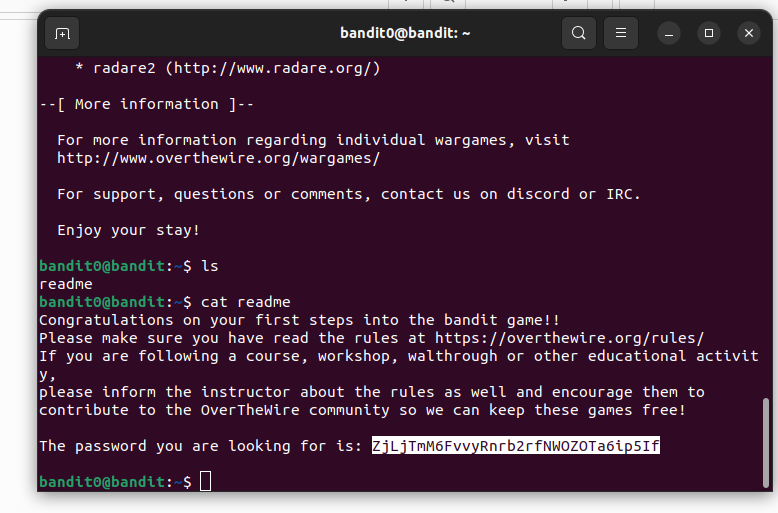 bandit0@bandit: ~
* radare2 (http://www.radare.org/)
--[ More information ]--
For more information regarding individual wargames, visit
http://www.overthewire.org/wargames/
For support, questions or comments, contact us on discord or IRC.
Enjoy your stay!
bandit0@bandit:~$ ls
readme
bandit0@bandit:~$ cat readme
Congratulations on your first steps into the bandit game!!
Please make sure you have read the rules at https://overthewire.org/rules/
If you are following a course, workshop, walthrough or other educational activit
y,
please inform the instructor about the rules as well and encourage them to
contribute to the OverTheWire community so we can keep these games free!
The password you are looking for is: ZjLjTmM6FvvyRnrb2rfNWOZOTa6ip5If
bandit0@bandit:~$